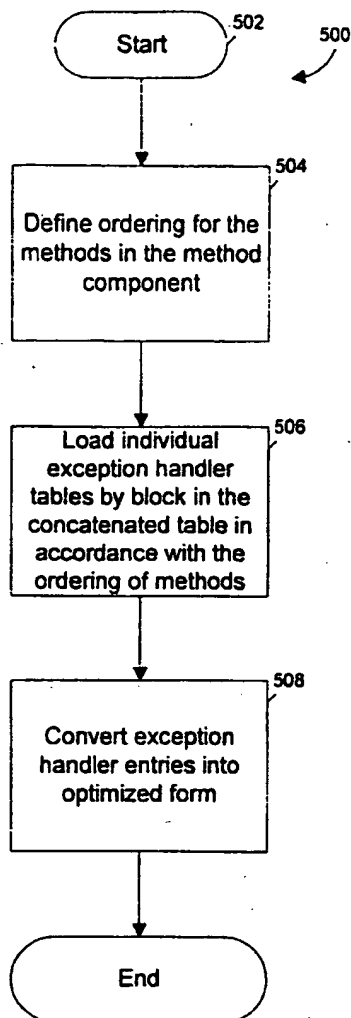 Start
502
500
504
Define ordering for the
methods in the method
component
506
Load individual
exception handler
tables by block in the
concatenated table in
accordance with the
ordering of methods
508
Convert exception
handler entries into
optimized form
End